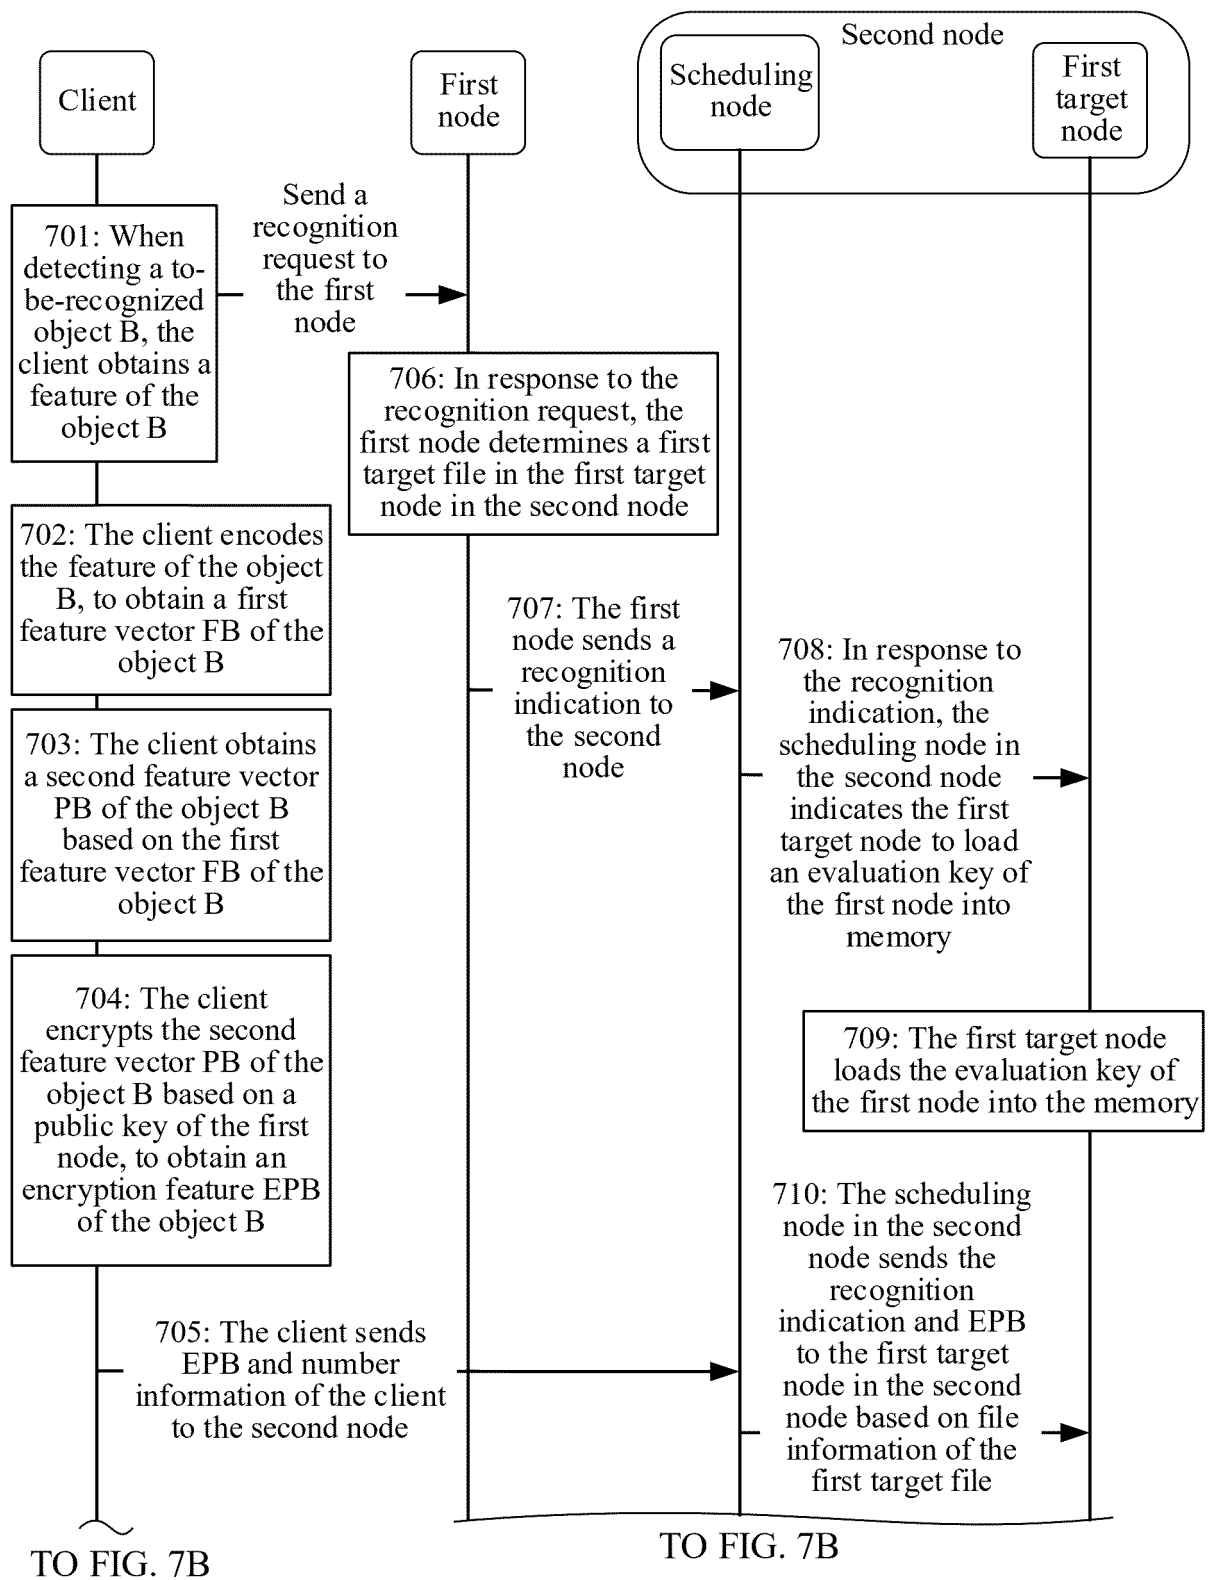 Second node
Client
First
node
Scheduling
node
First
target
node
701: When
detecting a to-
be-recognized
object B, the
client obtains a
feature of the
object B
Send a
recognition
request to
the first
node
706: In response to the
recognition request, the
first node determines a first
target file in the first target
node in the second node
702: The client encodes
the feature of the object
B, to obtain a first
feature vector FB of the
object B
707: The first
node sends a
recognition
indication to
the second
node
708: In response to
the recognition
indication, the
scheduling node in
the second node
indicates the first
target node to load
an evaluation key of
the first node into
memory
703: The client obtains
a second feature vector
PB of the object B
based on the first
feature vector FB of the
object B
704: The client
encrypts the second
feature vector PB of the
object B based on a
public key of the first
node, to obtain an
encryption feature EPB
of the object B
709: The first target node
loads the evaluation key of
the first node into the memory
705: The client sends
EPB and number
information of the client
to the second node
710: The scheduling
node in the second
node sends the
recognition
indication and EPB
to the first target
node in the second
node based on file
information of the
first target file
TO FIG. 7B
TO FIG. 7B